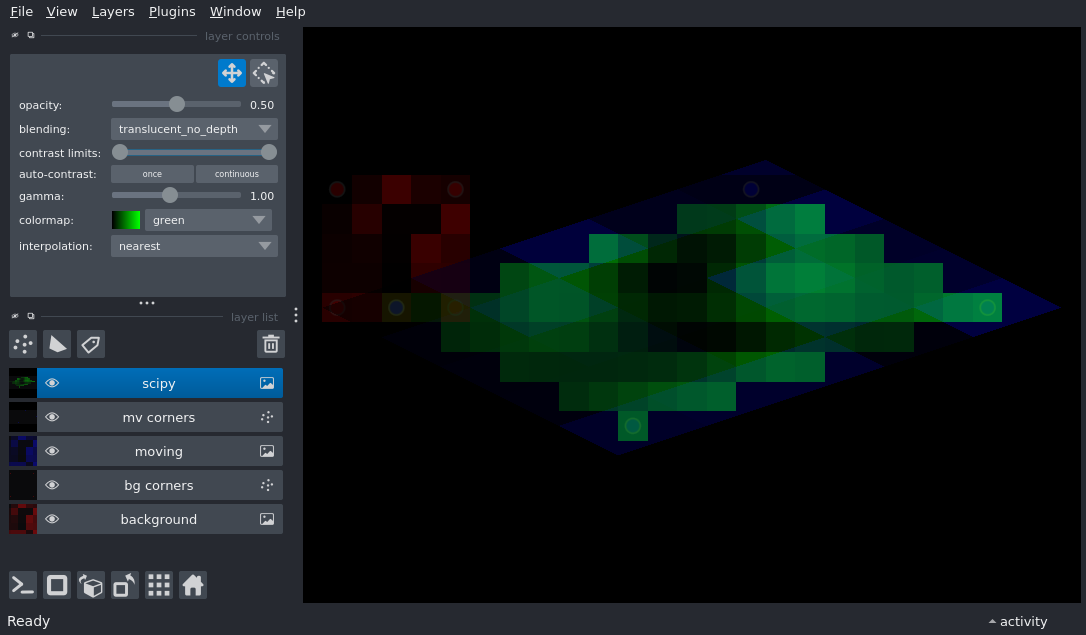 File View Layers Plugins Window Help
layer controls
opacity: 0.50
blending: translucent_no_depth
contrast limits:
auto-contrast: once continuous
gamma: 1.00
colormap: green
interpolation: nearest
layer list
scipy
mv corners
moving
bg corners
background
Ready activity